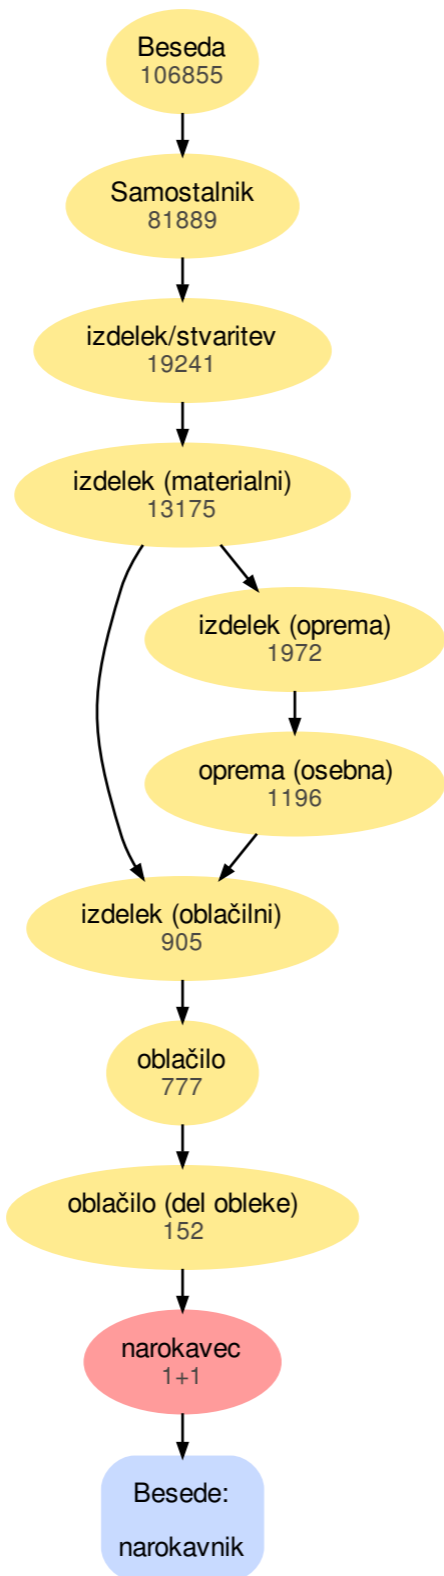 Beseda
106855
Samostalnik
81889
izdelek/stvaritev
19241
izdelek (materialni)
13175
izdelek (oprema)
1972
oprema (osebna)
1196
izdelek (oblačilni)
905
oblačilo
777
oblačilo (del obleke)
152
narokavec
1+1
Besede:
narokavnik